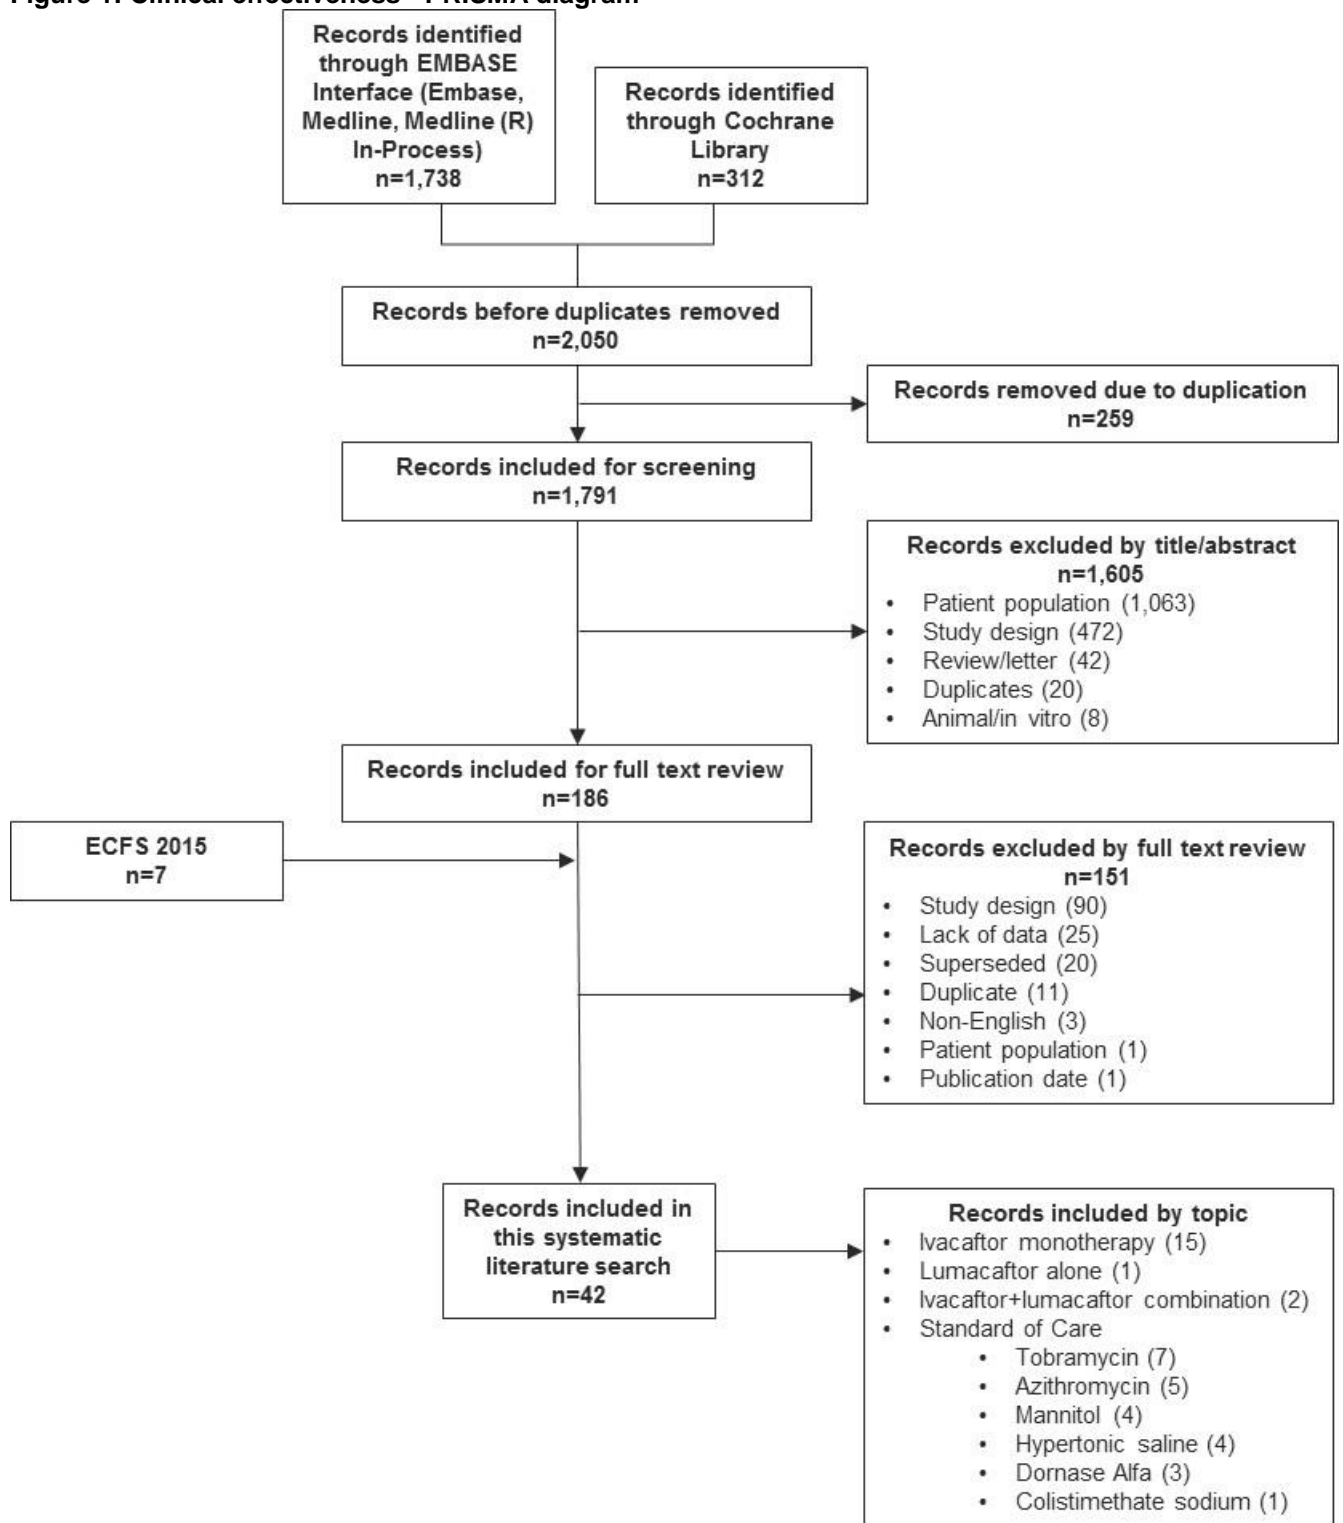 Figure 1: Clinical effectiveness - PRISMA diagram
Records identified
through EMBASE
Interface (Embase,
Medline, Medline (R)
In-Process)
n=1,738
Records identified
through Cochrane
Library
n=312
Records before duplicates removed
n=2,050
Records removed due to duplication
n=259
Records included for screening
n=1,791
Records excluded by title/abstract
n=1,605
• Patient population (1,063)
• Study design (472)
• Review/letter (42)
• Duplicates (20)
• Animal/in vitro (8)
Records included for full text review
n=186
ECFS 2015
n=7
Records excluded by full text review
n=151
• Study design (90)
• Lack of data (25)
• Superseded (20)
• Duplicate (11)
• Non-English (3)
• Patient population (1)
• Publication date (1)
Records included in
this systematic
literature search
n=42
Records included by topic
• Ivacaftor monotherapy (15)
• Lumacaftor alone (1)
• Ivacaftor+lumacaftor combination (2)
• Standard of Care
• Tobramycin (7)
• Azithromycin (5)
• Mannitol (4)
• Hypertonic saline (4)
• Dornase Alfa (3)
• Colistimethate sodium (1)